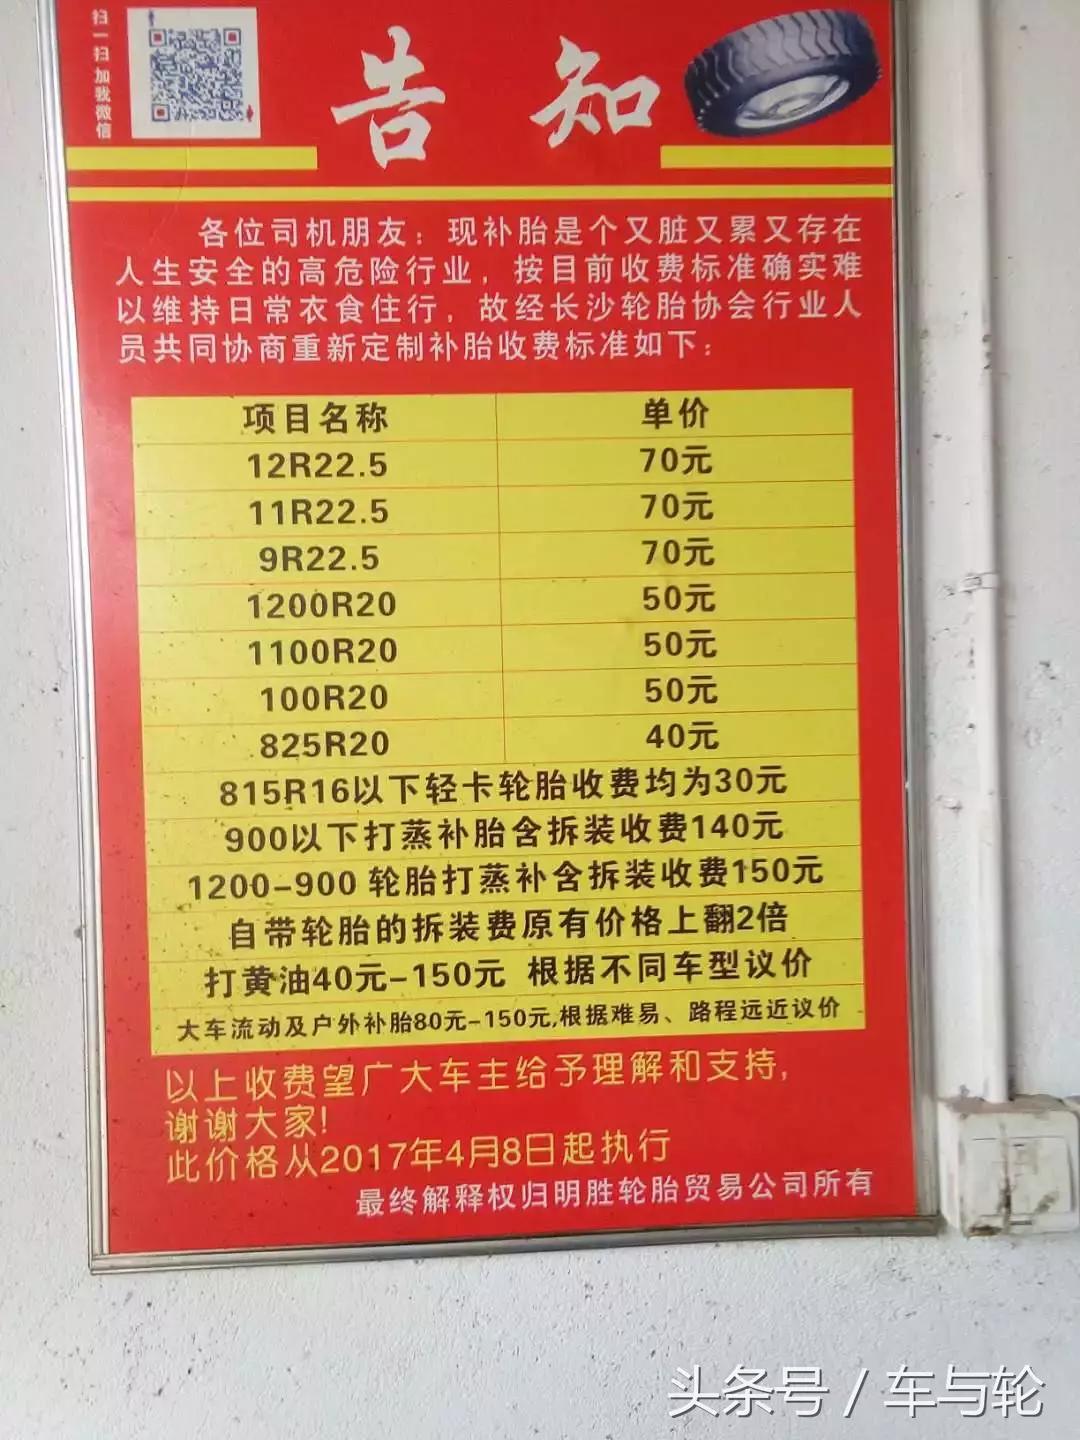 扫一扫加我微信
告知
各位司机朋友：现补胎是个又脏又累又存在
人生安全的高危险行业，按目前收费标准确实难
以维持日常衣食住行，故经长沙轮胎协会行业人
员共同协商重新定制补胎收费标准如下：
项目名称 单价
12R22.5 70元
11R22.5 70元
9R22.5 70元
1200R20 50元
1100R20 50元
100R20 50元
825R20 40元
815R16以下轻卡轮胎收费均为30元
900以下打蒸补胎含拆装收费140元
1200-900 轮胎打蒸补含拆装收费150元
自带轮胎的拆装费原有价格上翻2倍
打黄油40元-150元 根据不同车型议价
大车流动及户外补胎80元-150元,根据难易、路程远近议价
以上收费望广大车主给予理解和支持,
谢谢大家!
此价格从2017年4月8日起执行
最终解释权归明胜轮胎贸易公司所有
头条号 / 车与轮